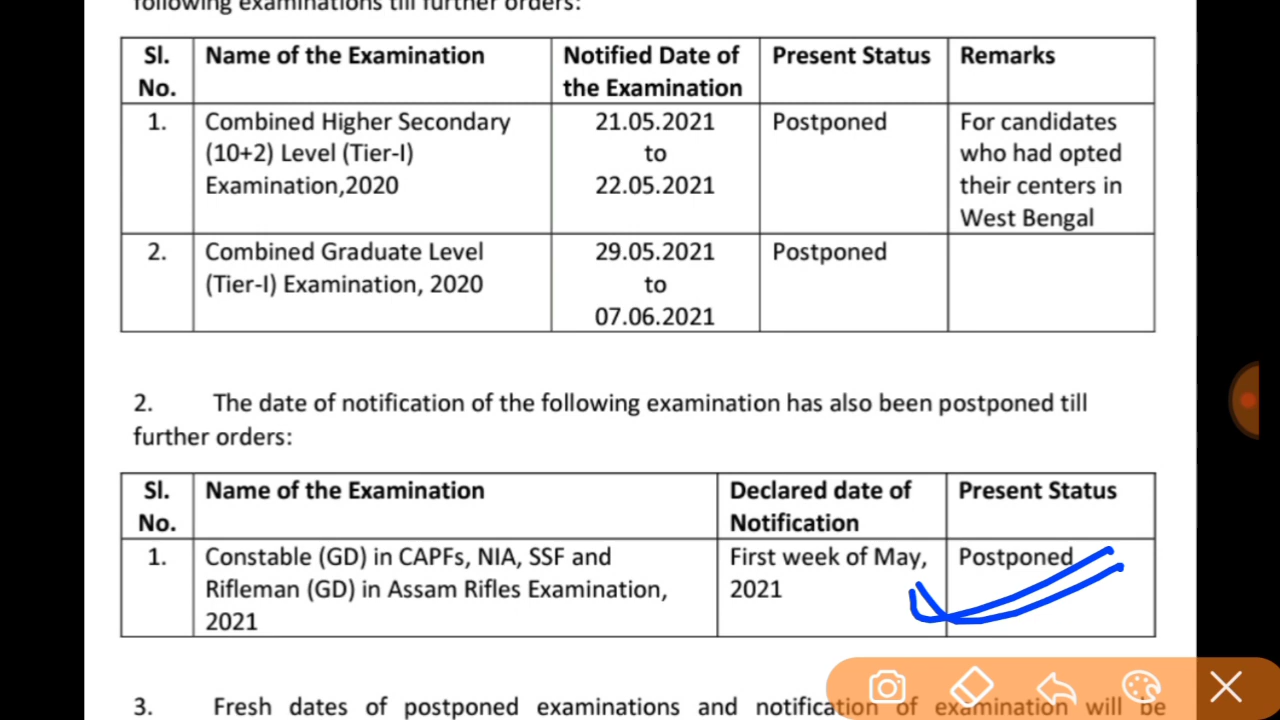 following examinations till further orders:
Sl. No. Name of the Examination Notified Date of the Examination Present Status Remarks
1. Combined Higher Secondary (10+2) Level (Tier-I) Examination,2020 21.05.2021 to 22.05.2021 Postponed For candidates who had opted their centers in West Bengal
2. Combined Graduate Level (Tier-I) Examination, 2020 29.05.2021 to 07.06.2021 Postponed
2. The date of notification of the following examination has also been postponed till
further orders:
Sl. No. Name of the Examination Declared date of Notification Present Status
1. Constable (GD) in CAPFs, NIA, SSF and Rifleman (GD) in Assam Rifles Examination, 2021 First week of May, 2021 Postponed
3. Fresh dates of postponed examinations and notification of examination will be